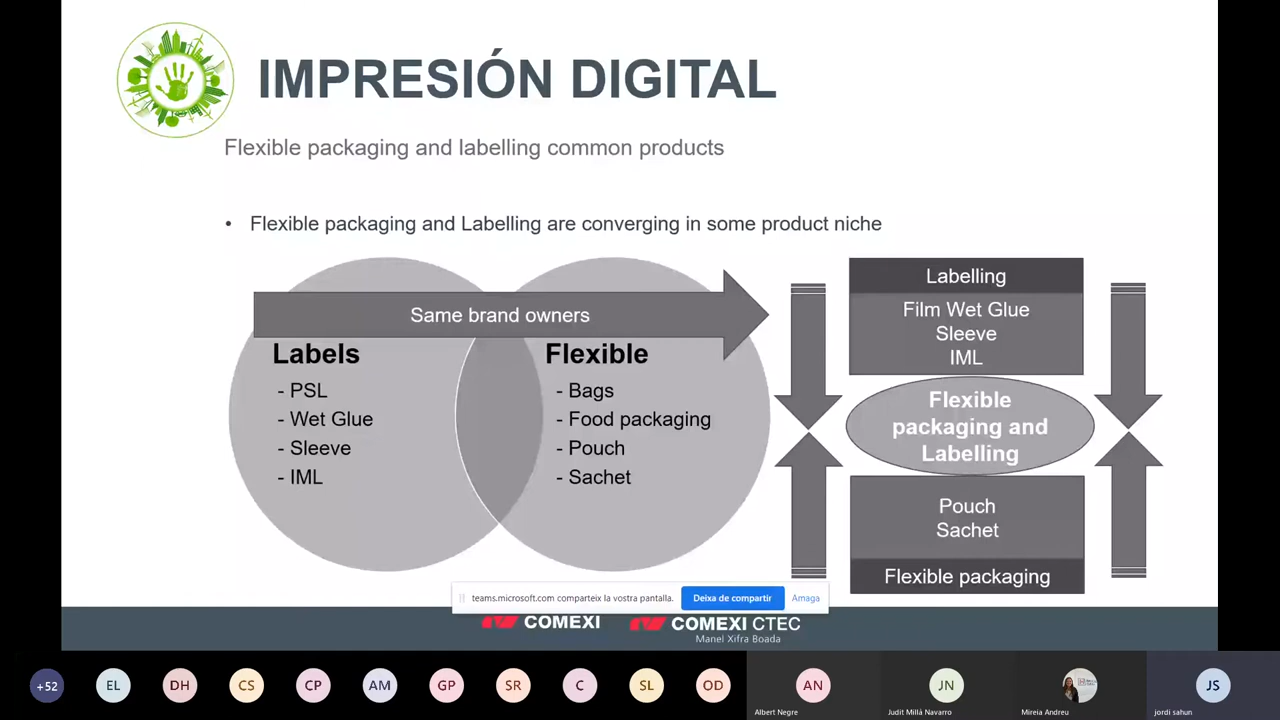 IMPRESIÓN DIGITAL
Flexible packaging and labelling common products
• Flexible packaging and Labelling are converging in some product niche
Same brand owners
Labels
- PSL
- Wet Glue
- Sleeve
- IML
Flexible
- Bags
- Food packaging
- Pouch
- Sachet
Labelling
Film Wet Glue
Sleeve
IML
Flexible
packaging and
Labelling
Pouch
Sachet
Flexible packaging
teams.microsoft.com comparteix la vostra pantalla.
Deixa de compartir
Amaga
COMEXI
COMEXI CTEC
Manel Xifra Boada
+52
EL
DH
CS
CP
AM
GP
SR
C
SL
OD
AN
Albert Negre
JN
Judit Millà Navarro
Mireia Andreu
JS
jordi sahun